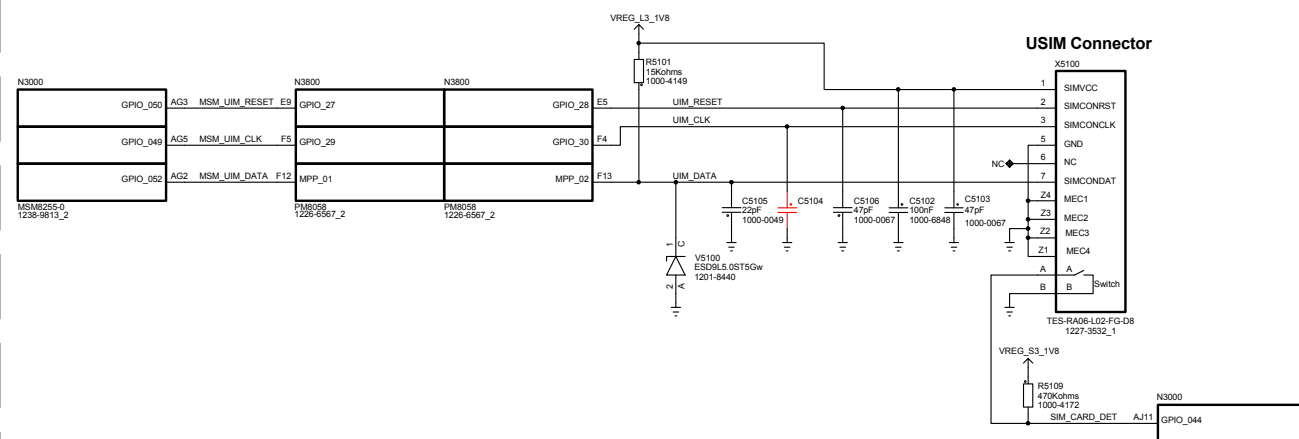 VREG_L3_1V8
USIM Connector
R5101
15Kohms
1000-4149
X5100
N3000
N3800
N3800
1 SIMVCC
GPIO_050 AG3 MSM_UIM_RESET E9 GPIO_27
GPIO_28 E5 UIM_RESET 2 SIMCONRST
UIM_CLK 3 SIMCONCLK
GPIO_049 AG5 MSM_UIM_CLK F5 GPIO_29
GPIO_30 F4
5 GND
NC 6 NC
GPIO_052 AG2 MSM_UIM_DATA F12 MPP_01
MPP_02 F13 UIM_DATA 7 SIMCONDAT
MSM8255-0
1238-9813_2
PM8058
1226-6567_2
PM8058
1226-6567_2
C5105
22pF
1000-0049
C5104
C5106
47pF
1000-0067
C5102
100nF
1000-6848
C5103
47pF
1000-0067
Z4 MEC1
Z3 MEC2
Z2 MEC3
Z1 MEC4
1 C
V5100
ESD9L5.0ST5Gw
1201-8440
2 A
A A
B B
Switch
TES-RA06-L02-FG-D8
1227-3532_1
VREG_S3_1V8
R5109
470Kohms
1000-4172
N3000
SIM_CARD_DET AJ11 GPIO_044